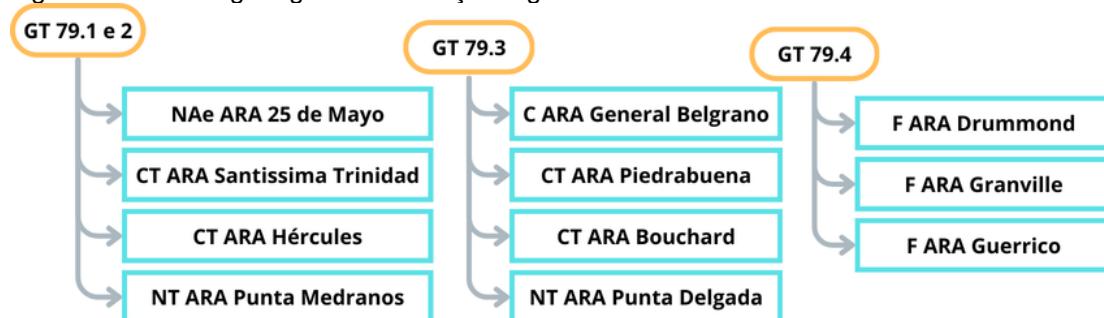 GT 79.1 e 2
NAe ARA 25 de Mayo
CT ARA Santissima Trinidad
CT ARA Hércules
NT ARA Punta Medranos
GT 79.3
C ARA General Belgrano
CT ARA Piedrabuena
CT ARA Bouchard
NT ARA Punta Delgada
GT 79.4
F ARA Drummond
F ARA Granville
F ARA Guerrico